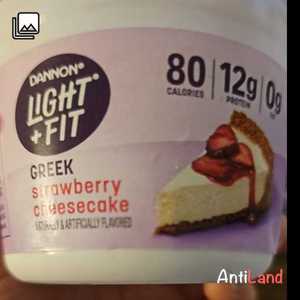 DANNON®
LIGHT®
+ FIT
80
CALORIES
12g
PROTEIN
0g
GREEK
strawberry
cheesecake
NATURALLY & ARTIFICIALLY FLAVORED
AntiLand